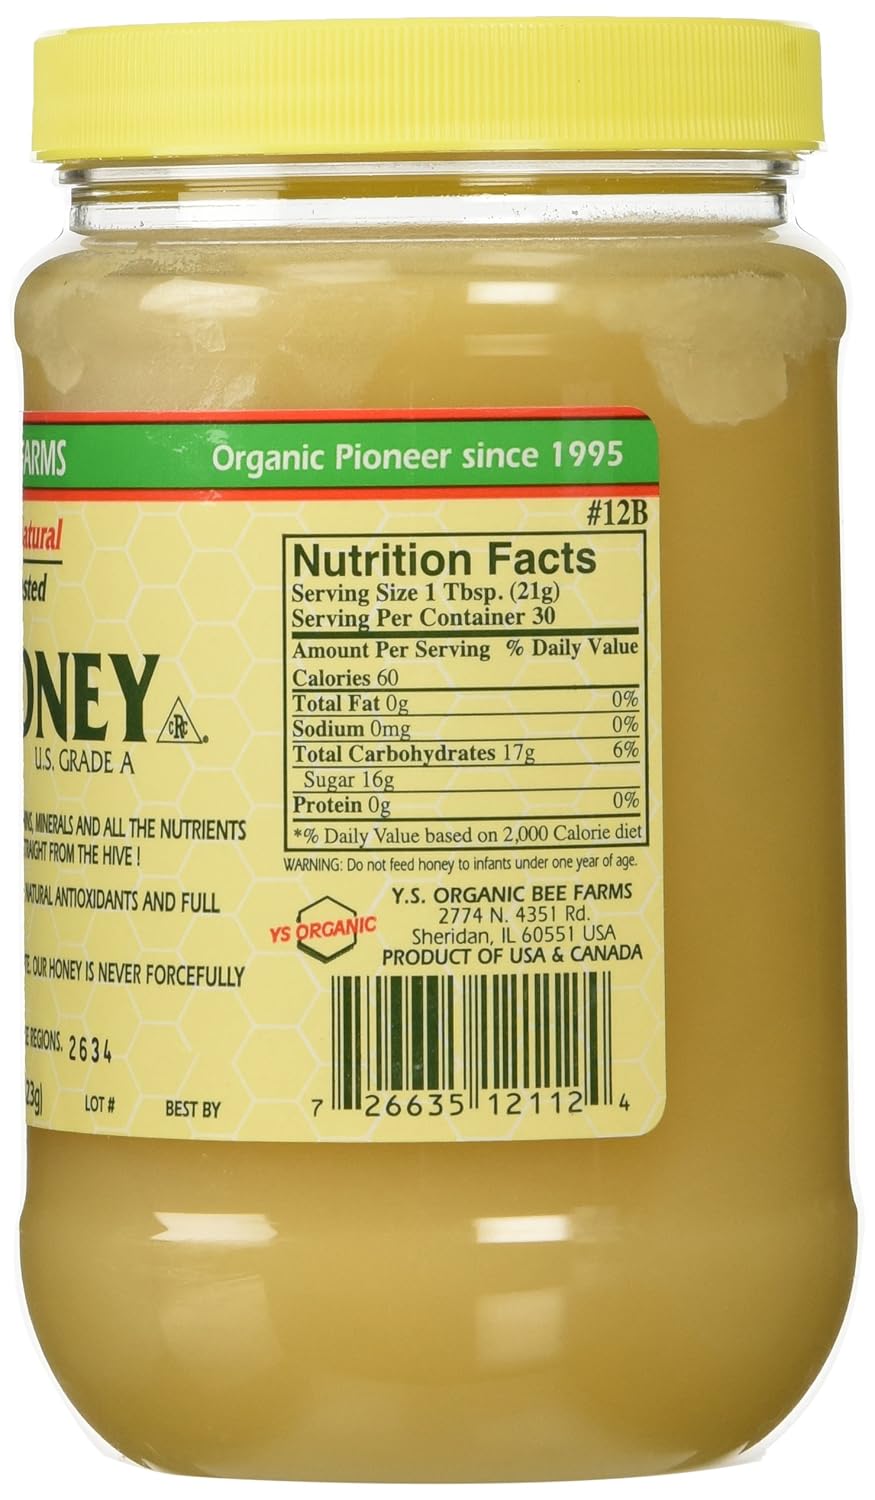 FARMS Organic Pioneer since 1995
#12B
Nutrition Facts
Serving Size 1 Tbsp. (21g)
Serving Per Container 30
Amount Per Serving % Daily Value
Calories 60
Total Fat 0g 0%
Sodium 0mg 0%
Total Carbohydrates 17g 6%
Sugar 16g
Protein 0g 0%
*% Daily Value based on 2,000 Calorie diet
WARNING: Do not feed honey to infants under one year of age.
YS ORGANIC
Y.S. ORGANIC BEE FARMS
2774 N. 4351 Rd.
Sheridan, IL 60551 USA
PRODUCT OF USA & CANADA
7 26635 12112 4
atural
sted
ONEY
cRc
U.S. GRADE A
MINERALS AND ALL THE NUTRIENTS
FROM THE HIVE !
NATURAL ANTIOXIDANTS AND FULL
OUR HONEY IS NEVER FORCEFULLY
REGIONS. 2634
23g) LOT # BEST BY